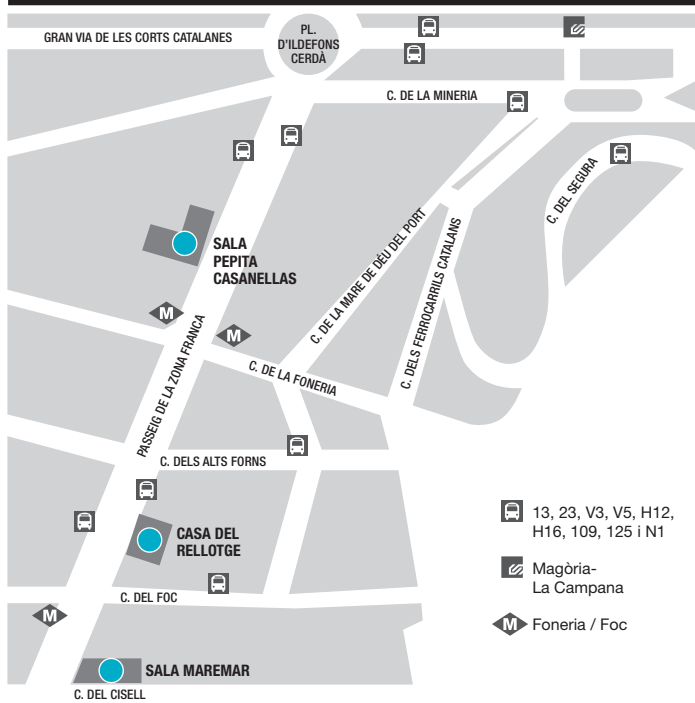 GRAN VIA DE LES CORTS CATALANES
PL.
D'ILDEFONS
CERDÀ
C. DE LA MINERIA
C. DEL SEGURA
SALA
PEPITA
CASANELLAS
C. DE LA MARE DE DÉU DEL PORT
C. DELS FERROCARRILS CATALANS
M
M
PASSEIG DE LA ZONA FRANCA
C. DE LA FONERIA
C. DELS ALTS FORNS
CASA DEL
RELLOTGE
C. DEL FOC
M
SALA MAREMAR
C. DEL CISELL
13, 23, V3, V5, H12,
H16, 109, 125 i N1
Magòria-
La Campana
M Foneria / Foc